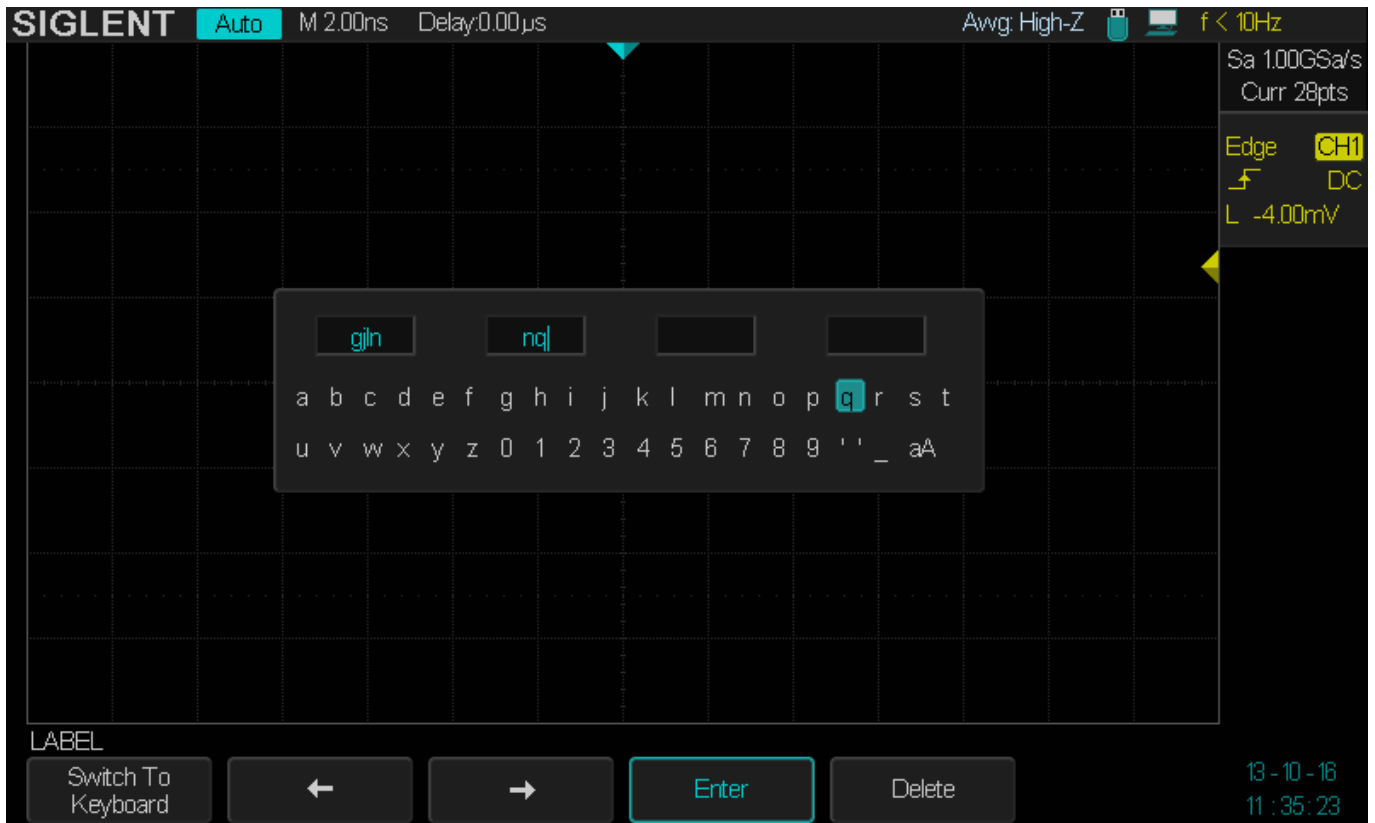 SIGLENT Auto M 2.00ns Delay:0.00µs Awg: High-Z f < 10Hz
Sa 1.00GSa/s
Curr 28pts
Edge CH1
DC
L -4.00mV
gjln nq
a b c d e f g h i j k l m n o p q r s t
u v w x y z 0 1 2 3 4 5 6 7 8 9 ' ' _ aA
LABEL
Switch To
Keyboard
← → Enter Delete
13-10-16
11:35:23